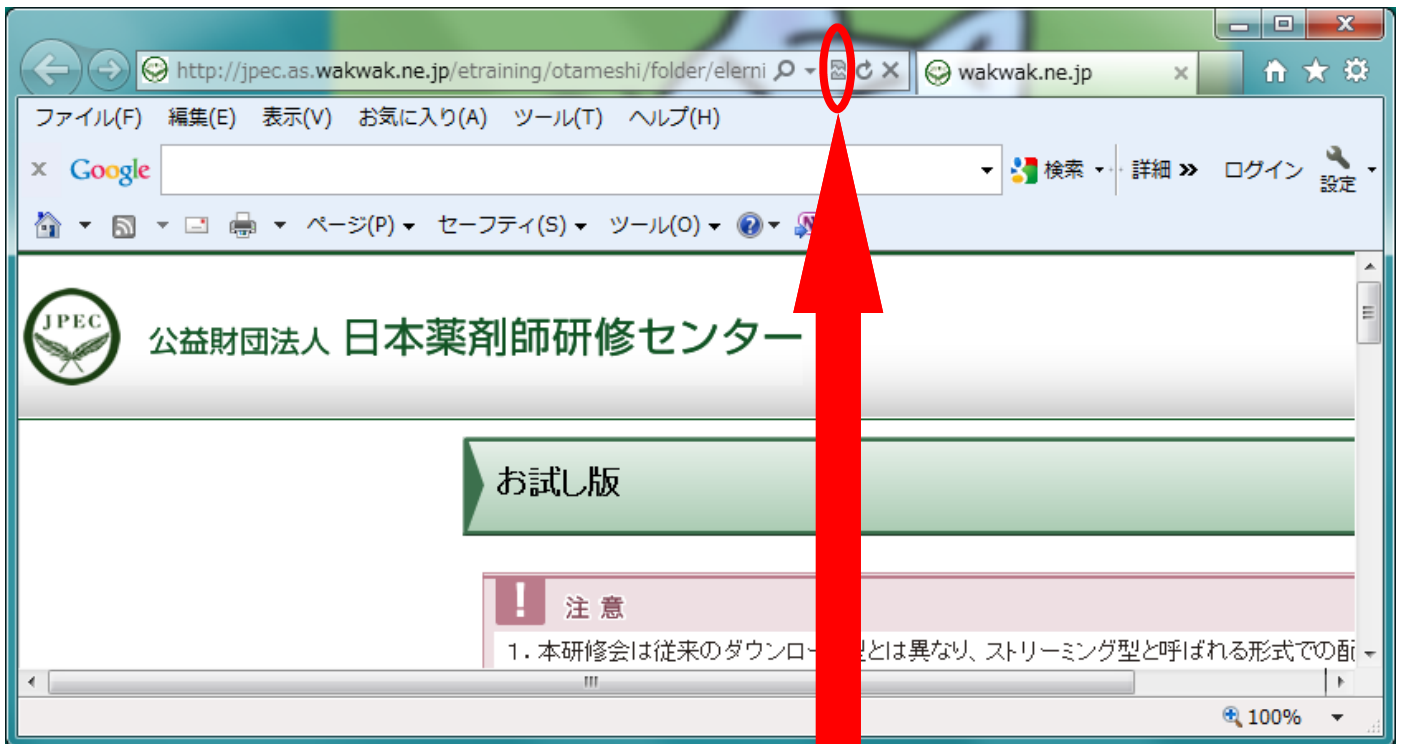 http://jpec.as.wakwak.ne.jp/etraining/otameshi/folder/elerni
wakwak.ne.jp
ファイル(F) 編集(E) 表示(V) お気に入り(A) ツール(T) ヘルプ(H)
x Google 検索 詳細 » ログイン 設定
ページ(P) セーフティ(S) ツール(O)
JPEC 公益財団法人 日本薬剤師研修センター
お試し版
! 注意
1. 本研修会は従来のダウンロー 型とは異なり、ストリーミング型と呼ばれる形式での配
100%